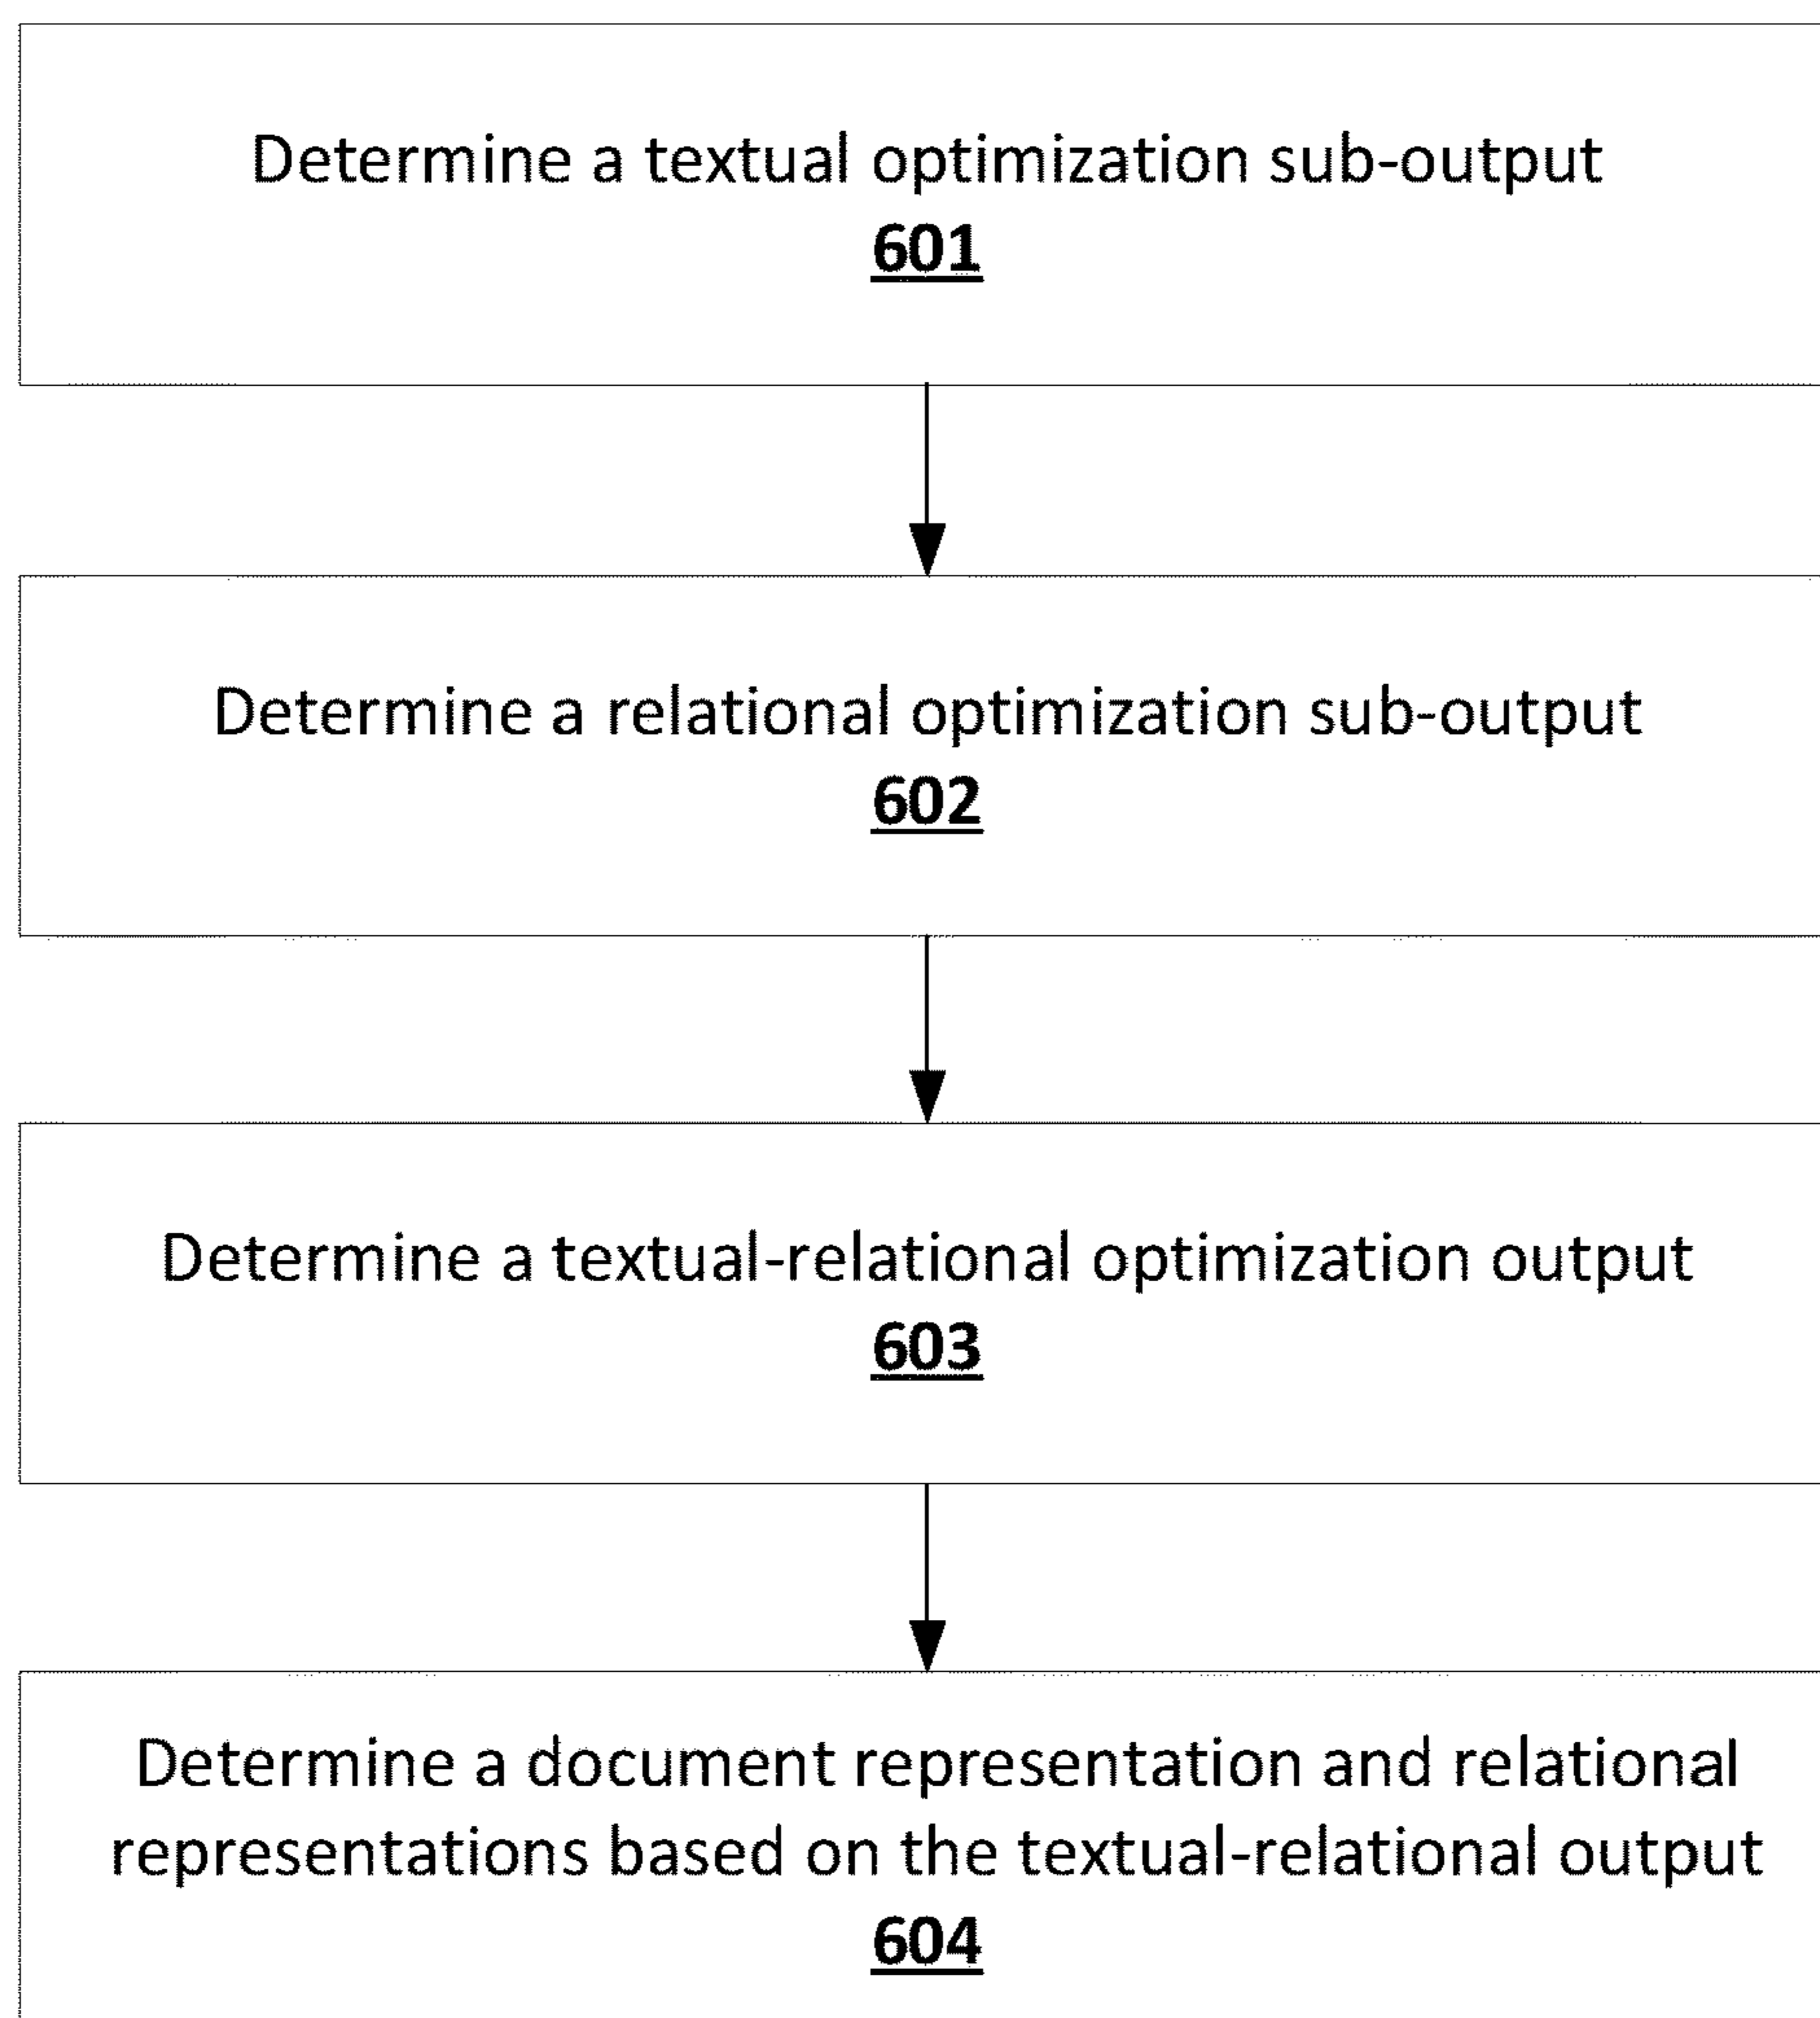 Determine a textual optimization sub-output
601
Determine a relational optimization sub-output
602
Determine a textual-relational optimization output
603
Determine a document representation and relational
representations based on the textual-relational output
604